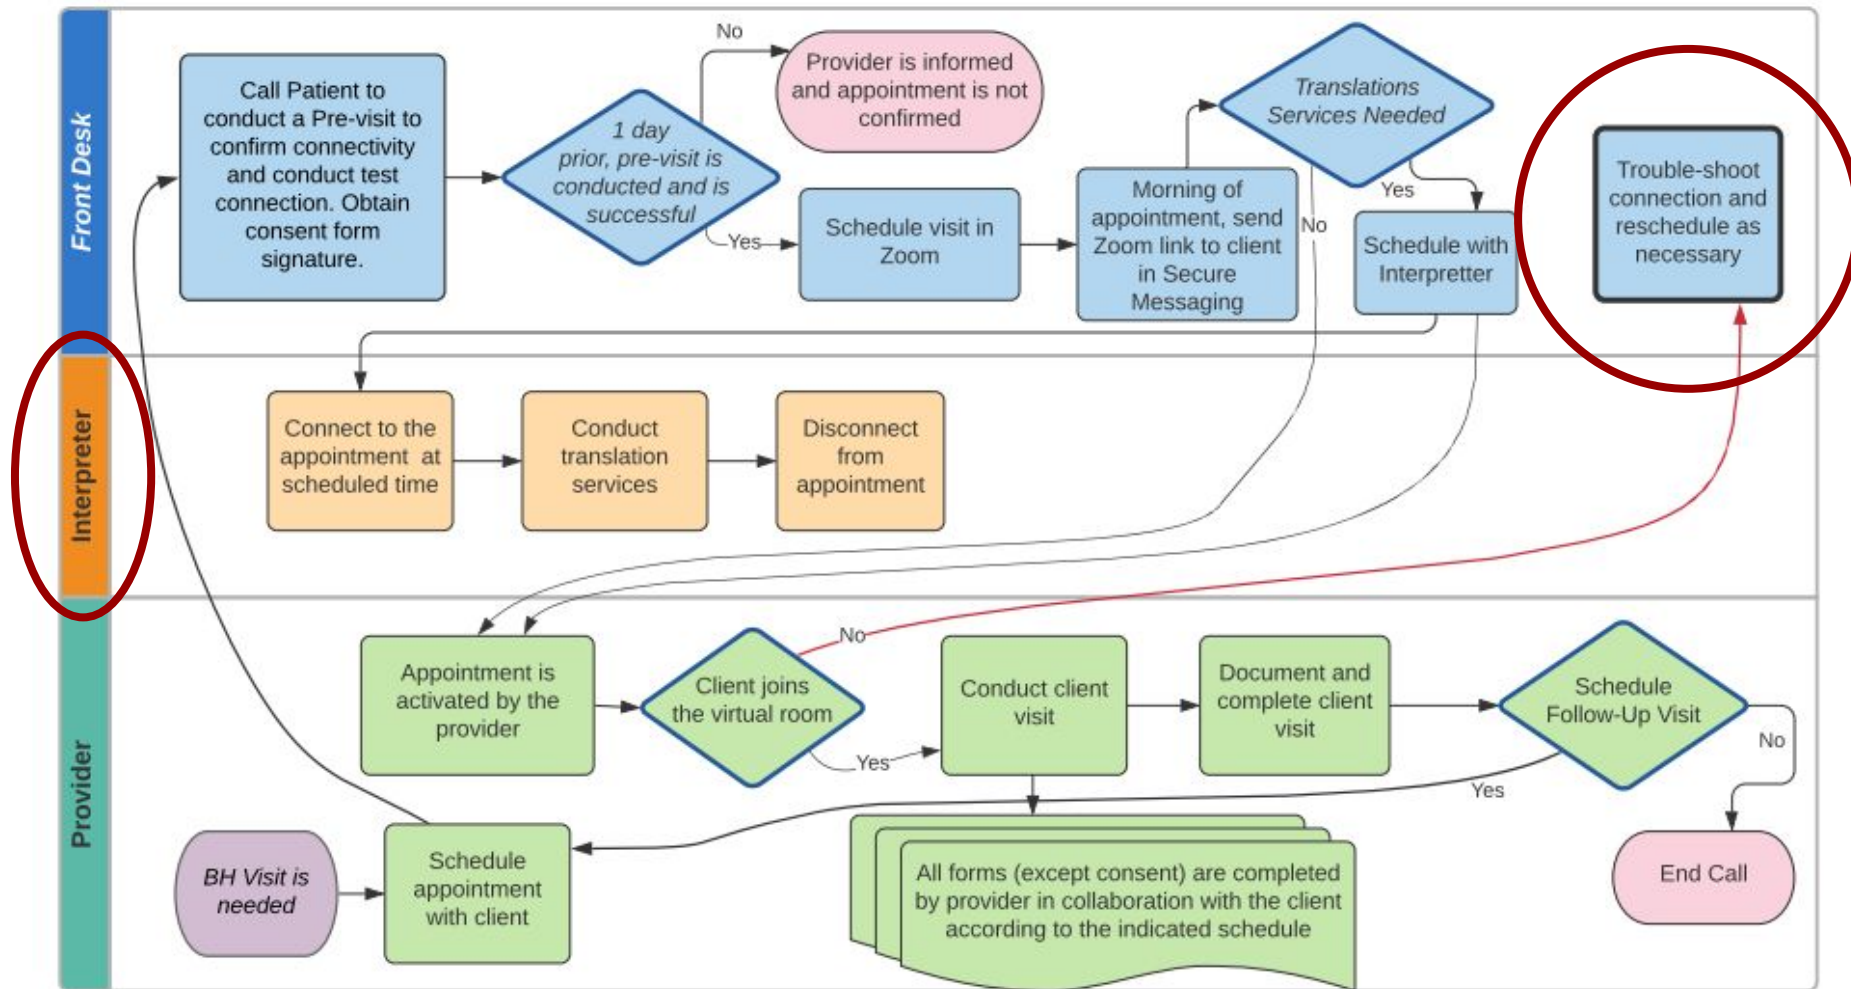 Front Desk
Call Patient to
conduct a Pre-visit to
confirm connectivity
and conduct test
connection. Obtain
consent form
signature.
1 day
prior, pre-visit is
conducted and is
successful
No
Provider is informed
and appointment is not
confirmed
Yes
Schedule visit in
Zoom
Morning of
appointment, send
Zoom link to client
in Secure
Messaging
Translations
Services Needed
No
Yes
Schedule with
Interpretter
Trouble-shoot
connection and
reschedule as
necessary
Interpreter
Connect to the
appointment at
scheduled time
Conduct
translation
services
Disconnect
from
appointment
Provider
Appointment is
activated by the
provider
Client joins
the virtual room
No
Yes
Conduct client
visit
Document and
complete client
visit
Schedule
Follow-Up Visit
No
Yes
BH Visit is
needed
Schedule
appointment
with client
All forms (except consent) are completed
by provider in collaboration with the client
according to the indicated schedule
End Call